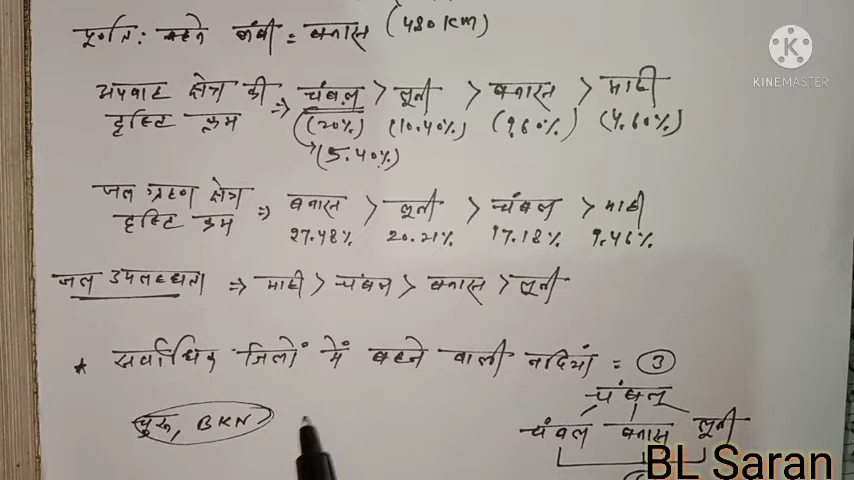 पूर्णतः बहने लंबी = बनास (480 km)
KINEMASTER
अपवाह क्षेत्र की ⇒ चंबल > लूनी > बनास > माही
दृष्टि क्रम (20%) (10.40%) (9.60%) (4.60%)
(5.40%)
जल ग्रहण क्षेत्र ⇒ बनास > लूनी > चंबल > माही
दृष्टि क्रम 27.48% 20.21% 17.18% 9.46%
जल उपलब्धता ⇒ माही > चंबल > बनास > लूनी
* सर्वाधिक जिलों में बहने वाली नदियां = 3
चंबल
चुरू, BKN चंबल बनास लूनी
BL Saran